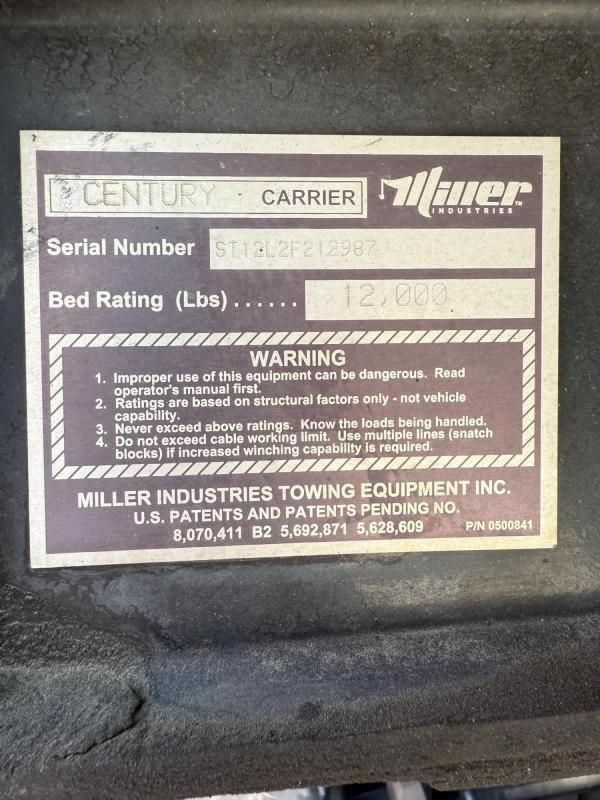 CENTURY CARRIER
Miller
INDUSTRIES™
Serial Number ST12L2F212987
Bed Rating (Lbs) ...... 12,000
WARNING
1. Improper use of this equipment can be dangerous. Read
operator's manual first.
2. Ratings are based on structural factors only - not vehicle
capability.
3. Never exceed above ratings. Know the loads being handled.
4. Do not exceed cable working limit. Use multiple lines (snatch
blocks) if increased winching capability is required.
MILLER INDUSTRIES TOWING EQUIPMENT INC.
U.S. PATENTS AND PATENTS PENDING NO.
8,070,411 B2 5,692,871 5,628,609
P/N 0500841